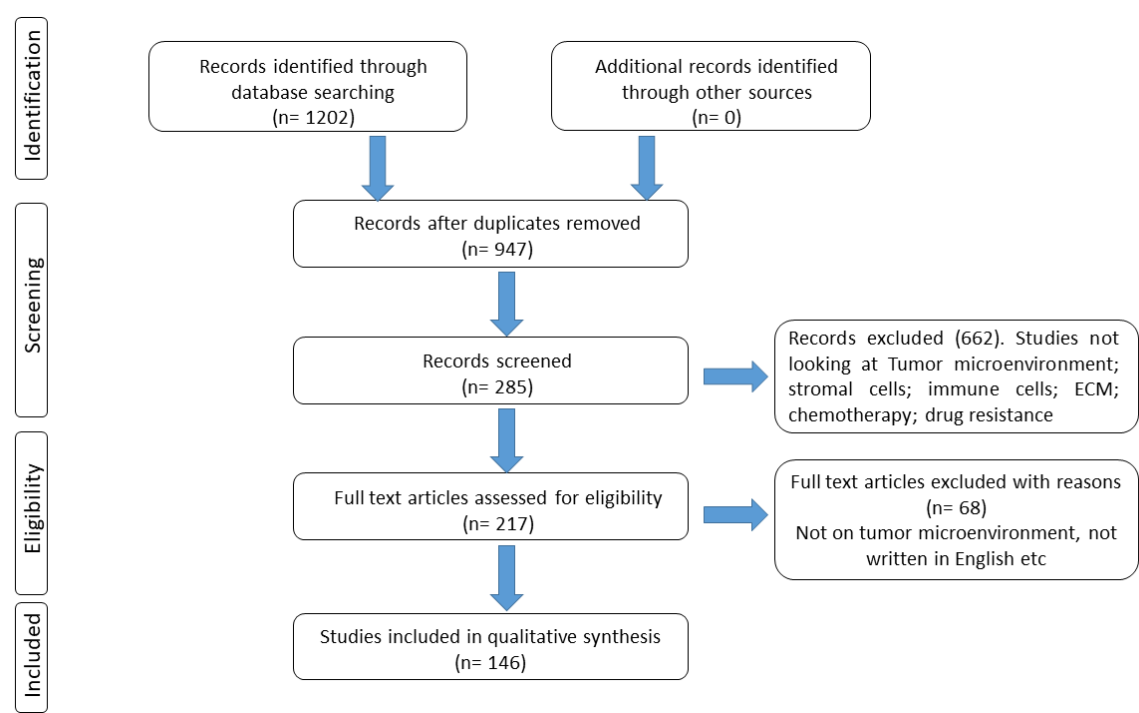 Identification
Records identified through
database searching
(n= 1202)
Additional records identified
through other sources
(n= 0)
Screening
Records after duplicates removed
(n= 947)
Records screened
(n= 285)
Records excluded (662). Studies not
looking at Tumor microenvironment;
stromal cells; immune cells; ECM;
chemotherapy; drug resistance
Eligibility
Full text articles assessed for eligibility
(n= 217)
Full text articles excluded with reasons
(n= 68)
Not on tumor microenvironment, not
written in English etc
Included
Studies included in qualitative synthesis
(n= 146)